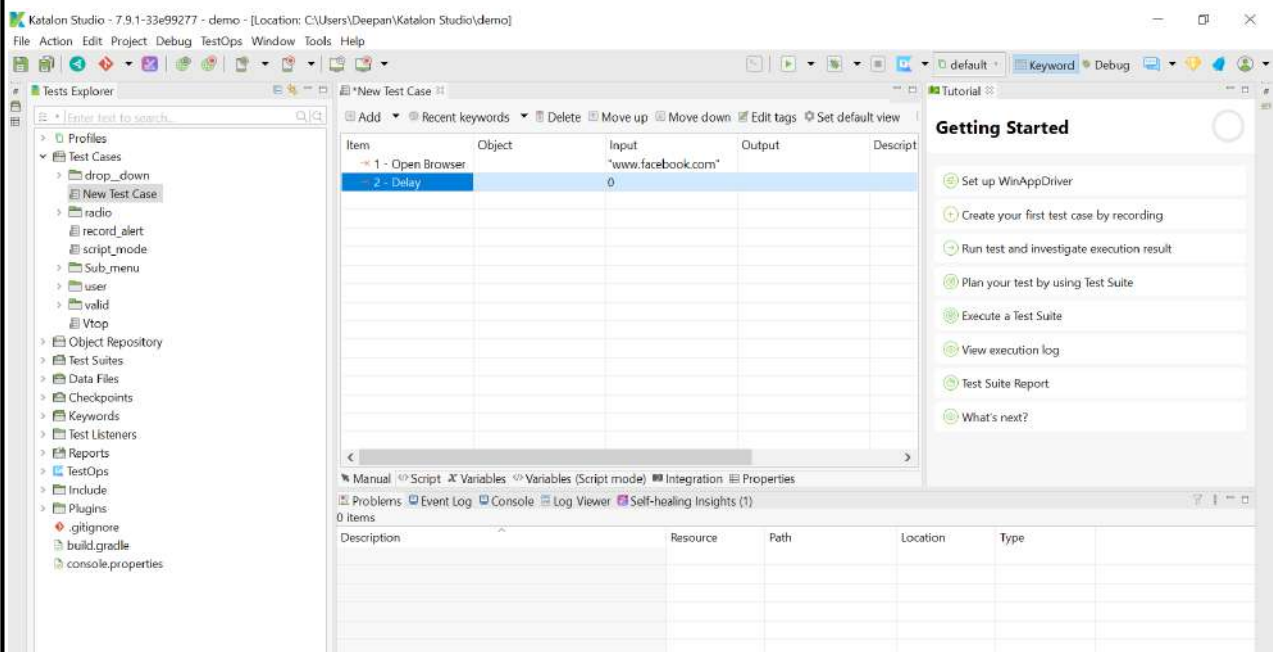 Katalon Studio - 7.9.1-33e99277 - demo - [Location: C:\Users\Deepan\Katalon Studio\demo]
File Action Edit Project Debug TestOps Window Tools Help
default Keyword Debug
Tests Explorer
Enter text to search...
Profiles
Test Cases
drop__down
New Test Case
radio
record_alert
script_mode
Sub_menu
user
valid
Vtop
Object Repository
Test Suites
Data Files
Checkpoints
Keywords
Test Listeners
Reports
TestOps
Include
Plugins
.gitignore
build.gradle
console.properties
*New Test Case
Add Recent keywords Delete Move up Move down Edit tags Set default view
Item Object Input Output Descript
1 - Open Browser "www.facebook.com"
2 - Delay 0
Manual Script Variables Variables (Script mode) Integration Properties
Problems Event Log Console Log Viewer Self-healing Insights (1)
0 items
Description Resource Path Location Type
Tutorial
Getting Started
Set up WinAppDriver
Create your first test case by recording
Run test and investigate execution result
Plan your test by using Test Suite
Execute a Test Suite
View execution log
Test Suite Report
What's next?